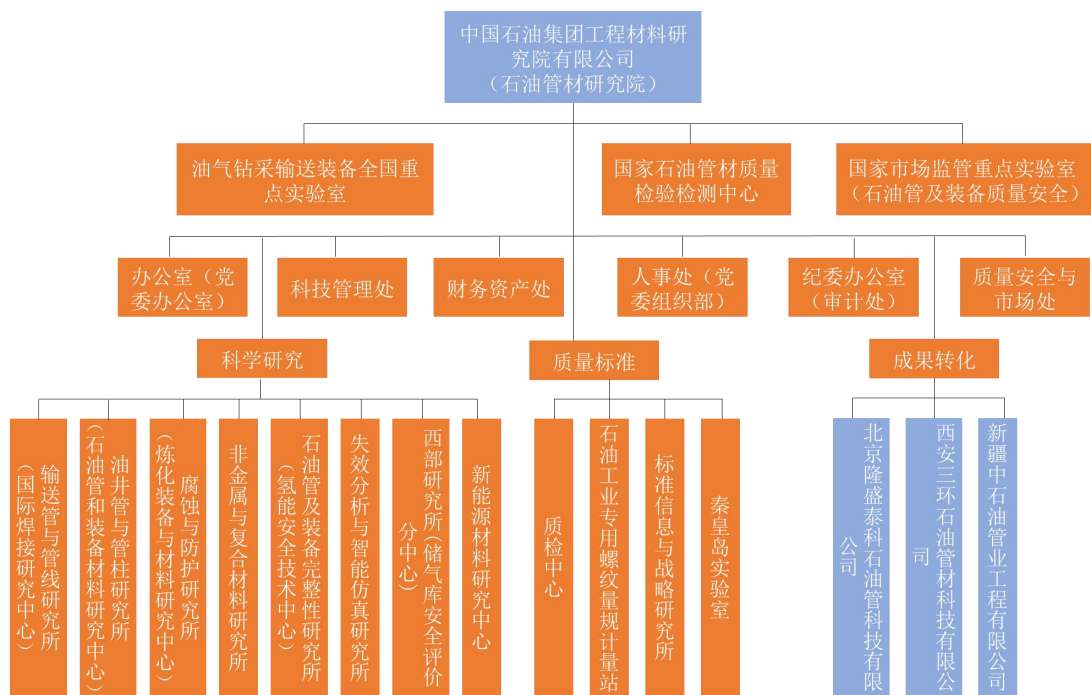 中国石油集团工程材料研
究院有限公司
（石油管材研究院）
油气钻采输送装备全国重
点实验室
国家石油管材质量
检验检测中心
国家市场监管重点实验室
（石油管及装备质量安全）
办公室（党
委办公室）
科技管理处
财务资产处
人事处（党
委组织部）
纪委办公室
（审计处）
质量安全与
市场处
科学研究
质量标准
成果转化
输送管与管线研究所
（国际焊接研究中心）
油井管与管柱研究所
（石油管和装备材料研究中心）
腐蚀与防护研究所
（炼化装备与材料研究中心）
非金属与复合材料研究所
石油管及装备完整性研究所
（氢能安全技术中心）
失效分析与智能仿真研究所
西部研究所（储气库安全评价
分中心）
新能源材料研究中心
质检中心
石油工业专用螺纹量规计量站
标准信息与战略研究所
秦皇岛实验室
北京隆盛泰科石油管科技有限
公司
西安三环石油管材科技有限公
司
新疆中石油管业工程有限公司